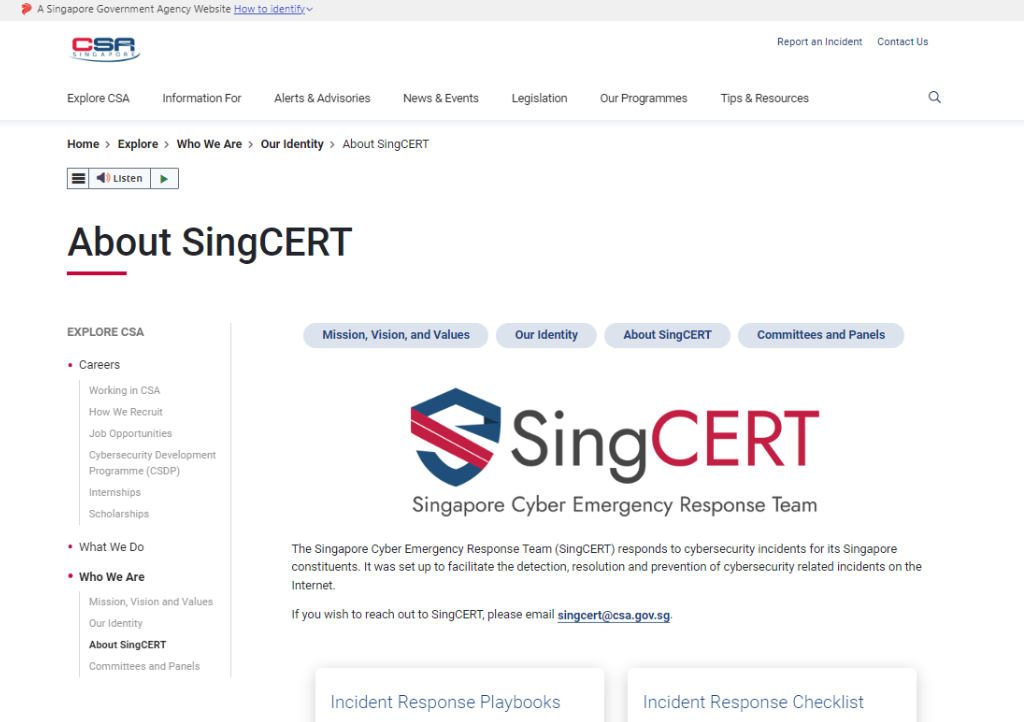 A Singapore Government Agency Website How to identify
CSA
SINGAPORE
Report an Incident Contact Us
Explore CSA Information For Alerts & Advisories News & Events Legislation Our Programmes Tips & Resources
Home > Explore > Who We Are > Our Identity > About SingCERT
Listen
About SingCERT
EXPLORE CSA
Careers
Working in CSA
How We Recruit
Job Opportunities
Cybersecurity Development
Programme (CSDP)
Internships
Scholarships
What We Do
Who We Are
Mission, Vision and Values
Our Identity
About SingCERT
Committees and Panels
Mission, Vision, and Values Our Identity About SingCERT Committees and Panels
SingCERT
Singapore Cyber Emergency Response Team
The Singapore Cyber Emergency Response Team (SingCERT) responds to cybersecurity incidents for its Singapore
constituents. It was set up to facilitate the detection, resolution and prevention of cybersecurity related incidents on the
Internet.
If you wish to reach out to SingCERT, please email singcert@csa.gov.sg.
Incident Response Playbooks Incident Response Checklist